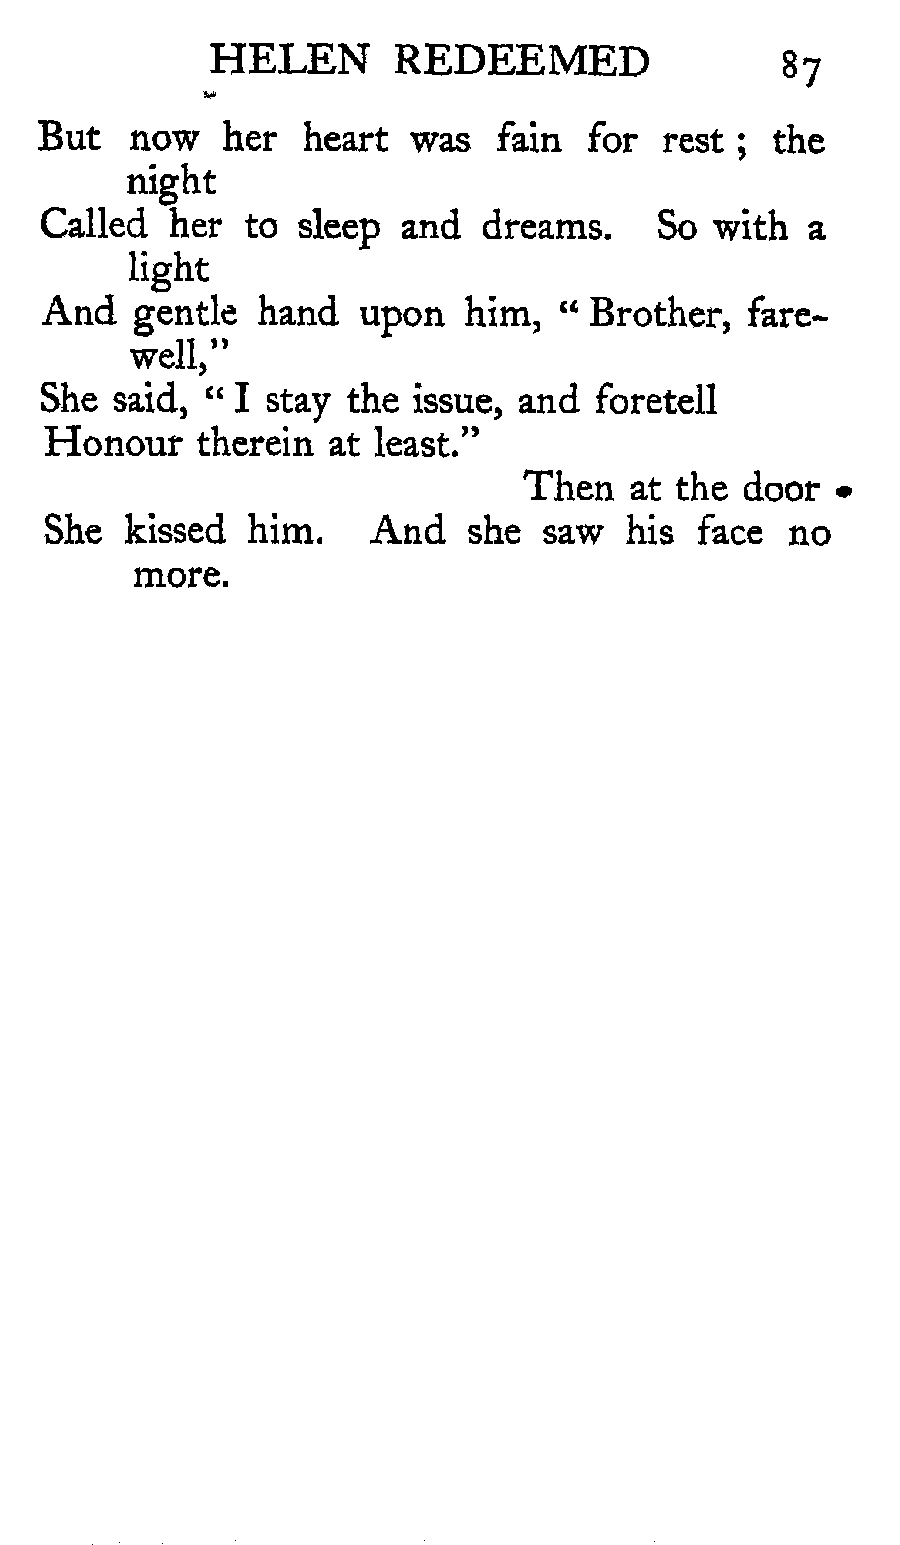 HELEN REDEEMED 87
But now her heart was fain for rest ; the
night
Called her to sleep and dreams. So with a
light
And gentle hand upon him, “ Brother, fare-
well,”
She said, “ I stay the issue, and foretell
Honour therein at least.”
Then at the door
She kissed him. And she saw his face no
more.